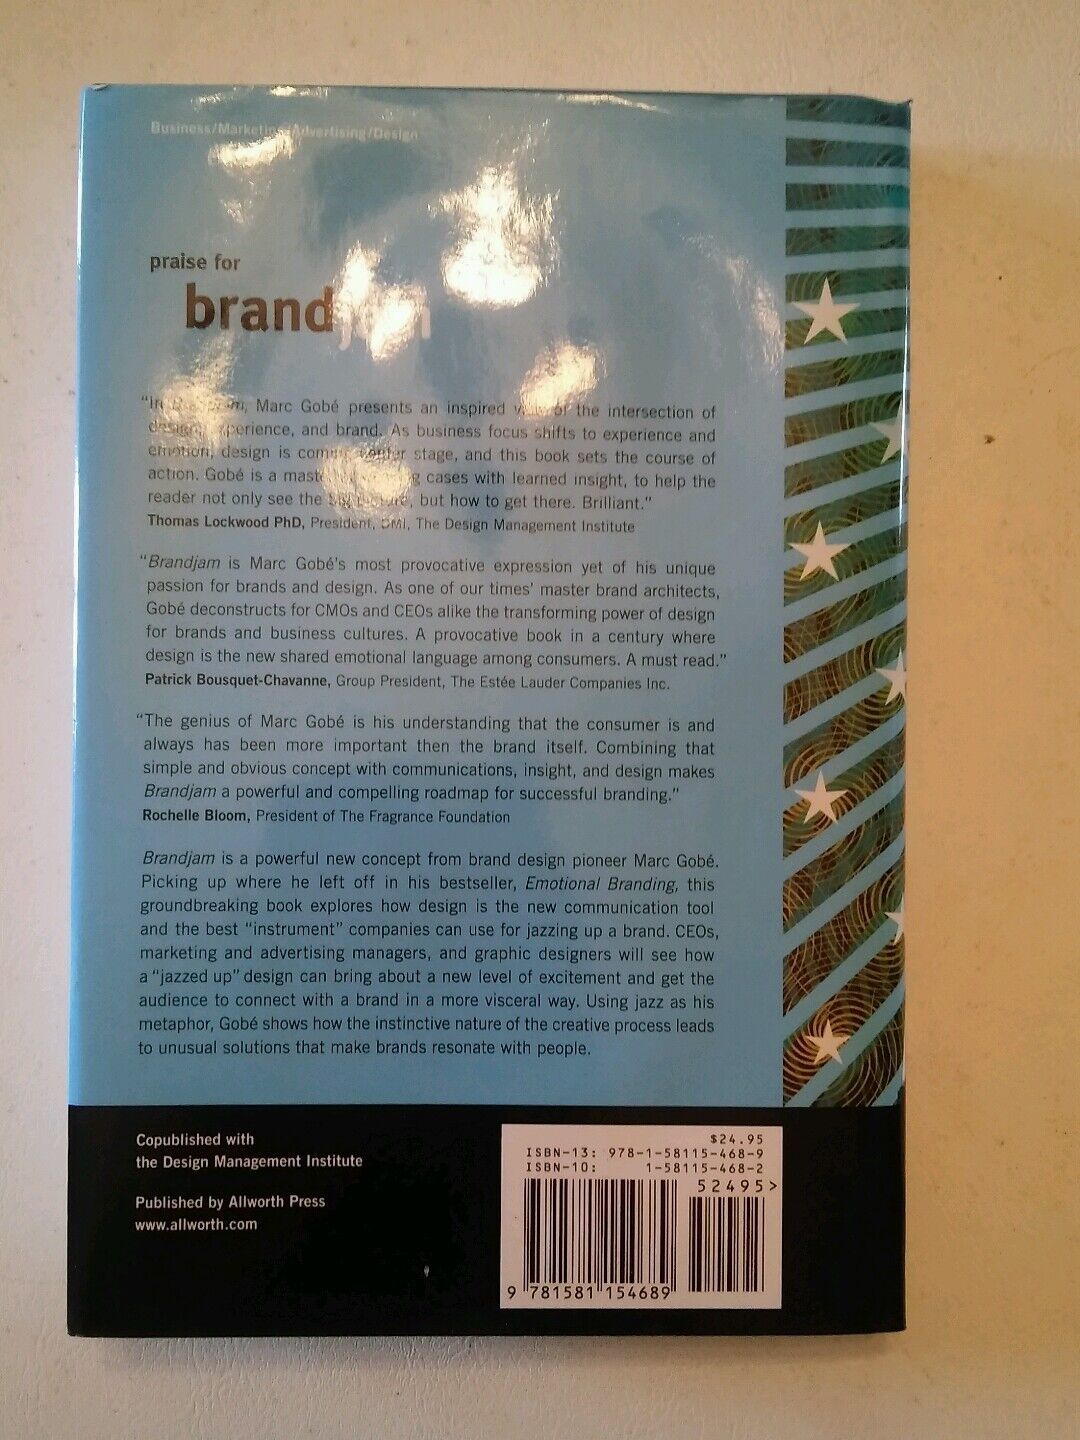 Business/Marketing/Advertising/Design
praise for
brandjam
“In Brandjam, Marc Gobé presents an inspired view of the intersection of
design, experience, and brand. As business focus shifts to experience and
emotion, design is coming center stage, and this book sets the course of
action. Gobé is a master cases with learned insight, to help the
reader not only see the big picture, but how to get there. Brilliant.”
Thomas Lockwood PhD, President, DMI, The Design Management Institute
“Brandjam is Marc Gobé’s most provocative expression yet of his unique
passion for brands and design. As one of our times’ master brand architects,
Gobé deconstructs for CMOs and CEOs alike the transforming power of design
for brands and business cultures. A provocative book in a century where
design is the new shared emotional language among consumers. A must read.”
Patrick Bousquet-Chavanne, Group President, The Estée Lauder Companies Inc.
“The genius of Marc Gobé is his understanding that the consumer is and
always has been more important then the brand itself. Combining that
simple and obvious concept with communications, insight, and design makes
Brandjam a powerful and compelling roadmap for successful branding.”
Rochelle Bloom, President of The Fragrance Foundation
Brandjam is a powerful new concept from brand design pioneer Marc Gobé.
Picking up where he left off in his bestseller, Emotional Branding, this
groundbreaking book explores how design is the new communication tool
and the best “instrument” companies can use for jazzing up a brand. CEOs,
marketing and advertising managers, and graphic designers will see how
a “jazzed up” design can bring about a new level of excitement and get the
audience to connect with a brand in a more visceral way. Using jazz as his
metaphor, Gobé shows how the instinctive nature of the creative process leads
to unusual solutions that make brands resonate with people.
Copublished with
the Design Management Institute
Published by Allworth Press
www.allworth.com
$24.95
ISBN-13: 978-1-58115-468-9
ISBN-10: 1-58115-468-2
52495>
9 781581 154689